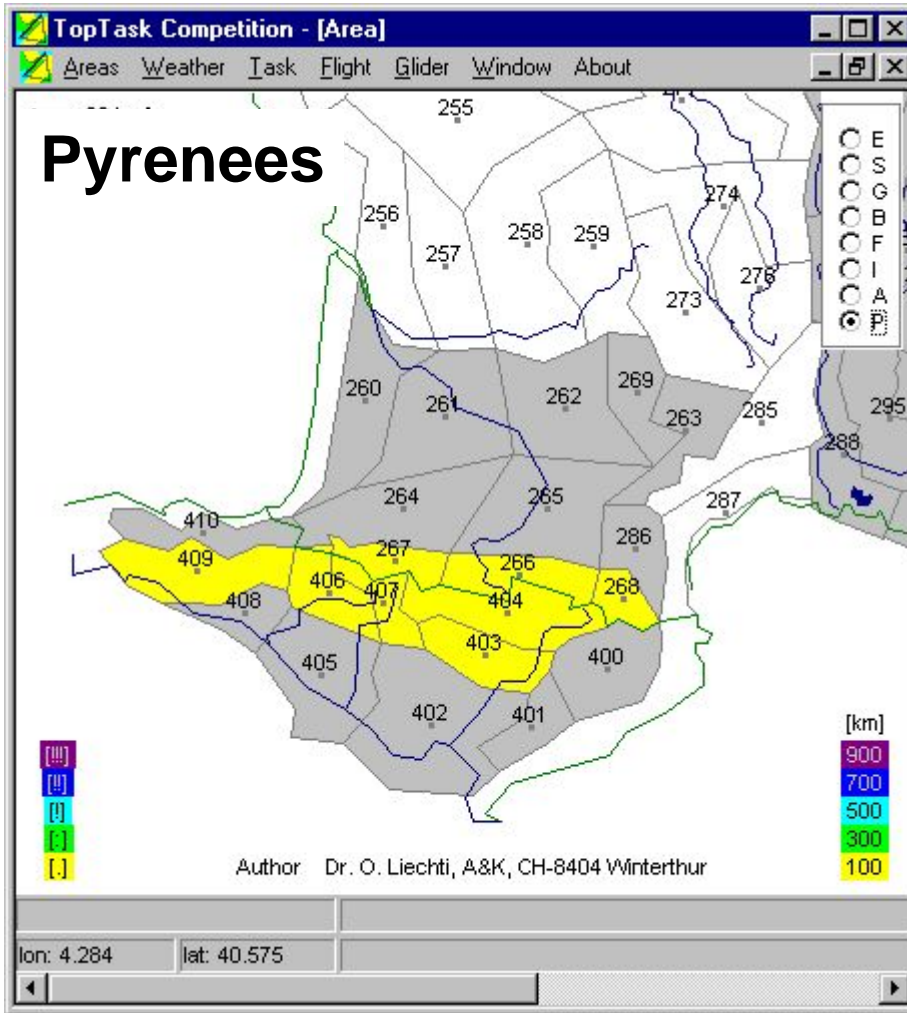 TopTask Competition - [Area]
Areas Weather Task Flight Glider Window About
Pyrenees
255
E
S
G
B
F
I
A
P
274
256
257
258
259
276
273
260
261
262
269
263
285
295
288
264
265
287
410
286
409
267
266
406
407
404
268
408
403
405
400
402
401
[km]
[!!!] 900
[!!] 700
[!] 500
[:] 300
[.] 100
Author Dr. O. Liechti, A&K, CH-8404 Winterthur
lon: 4.284 lat: 40.575